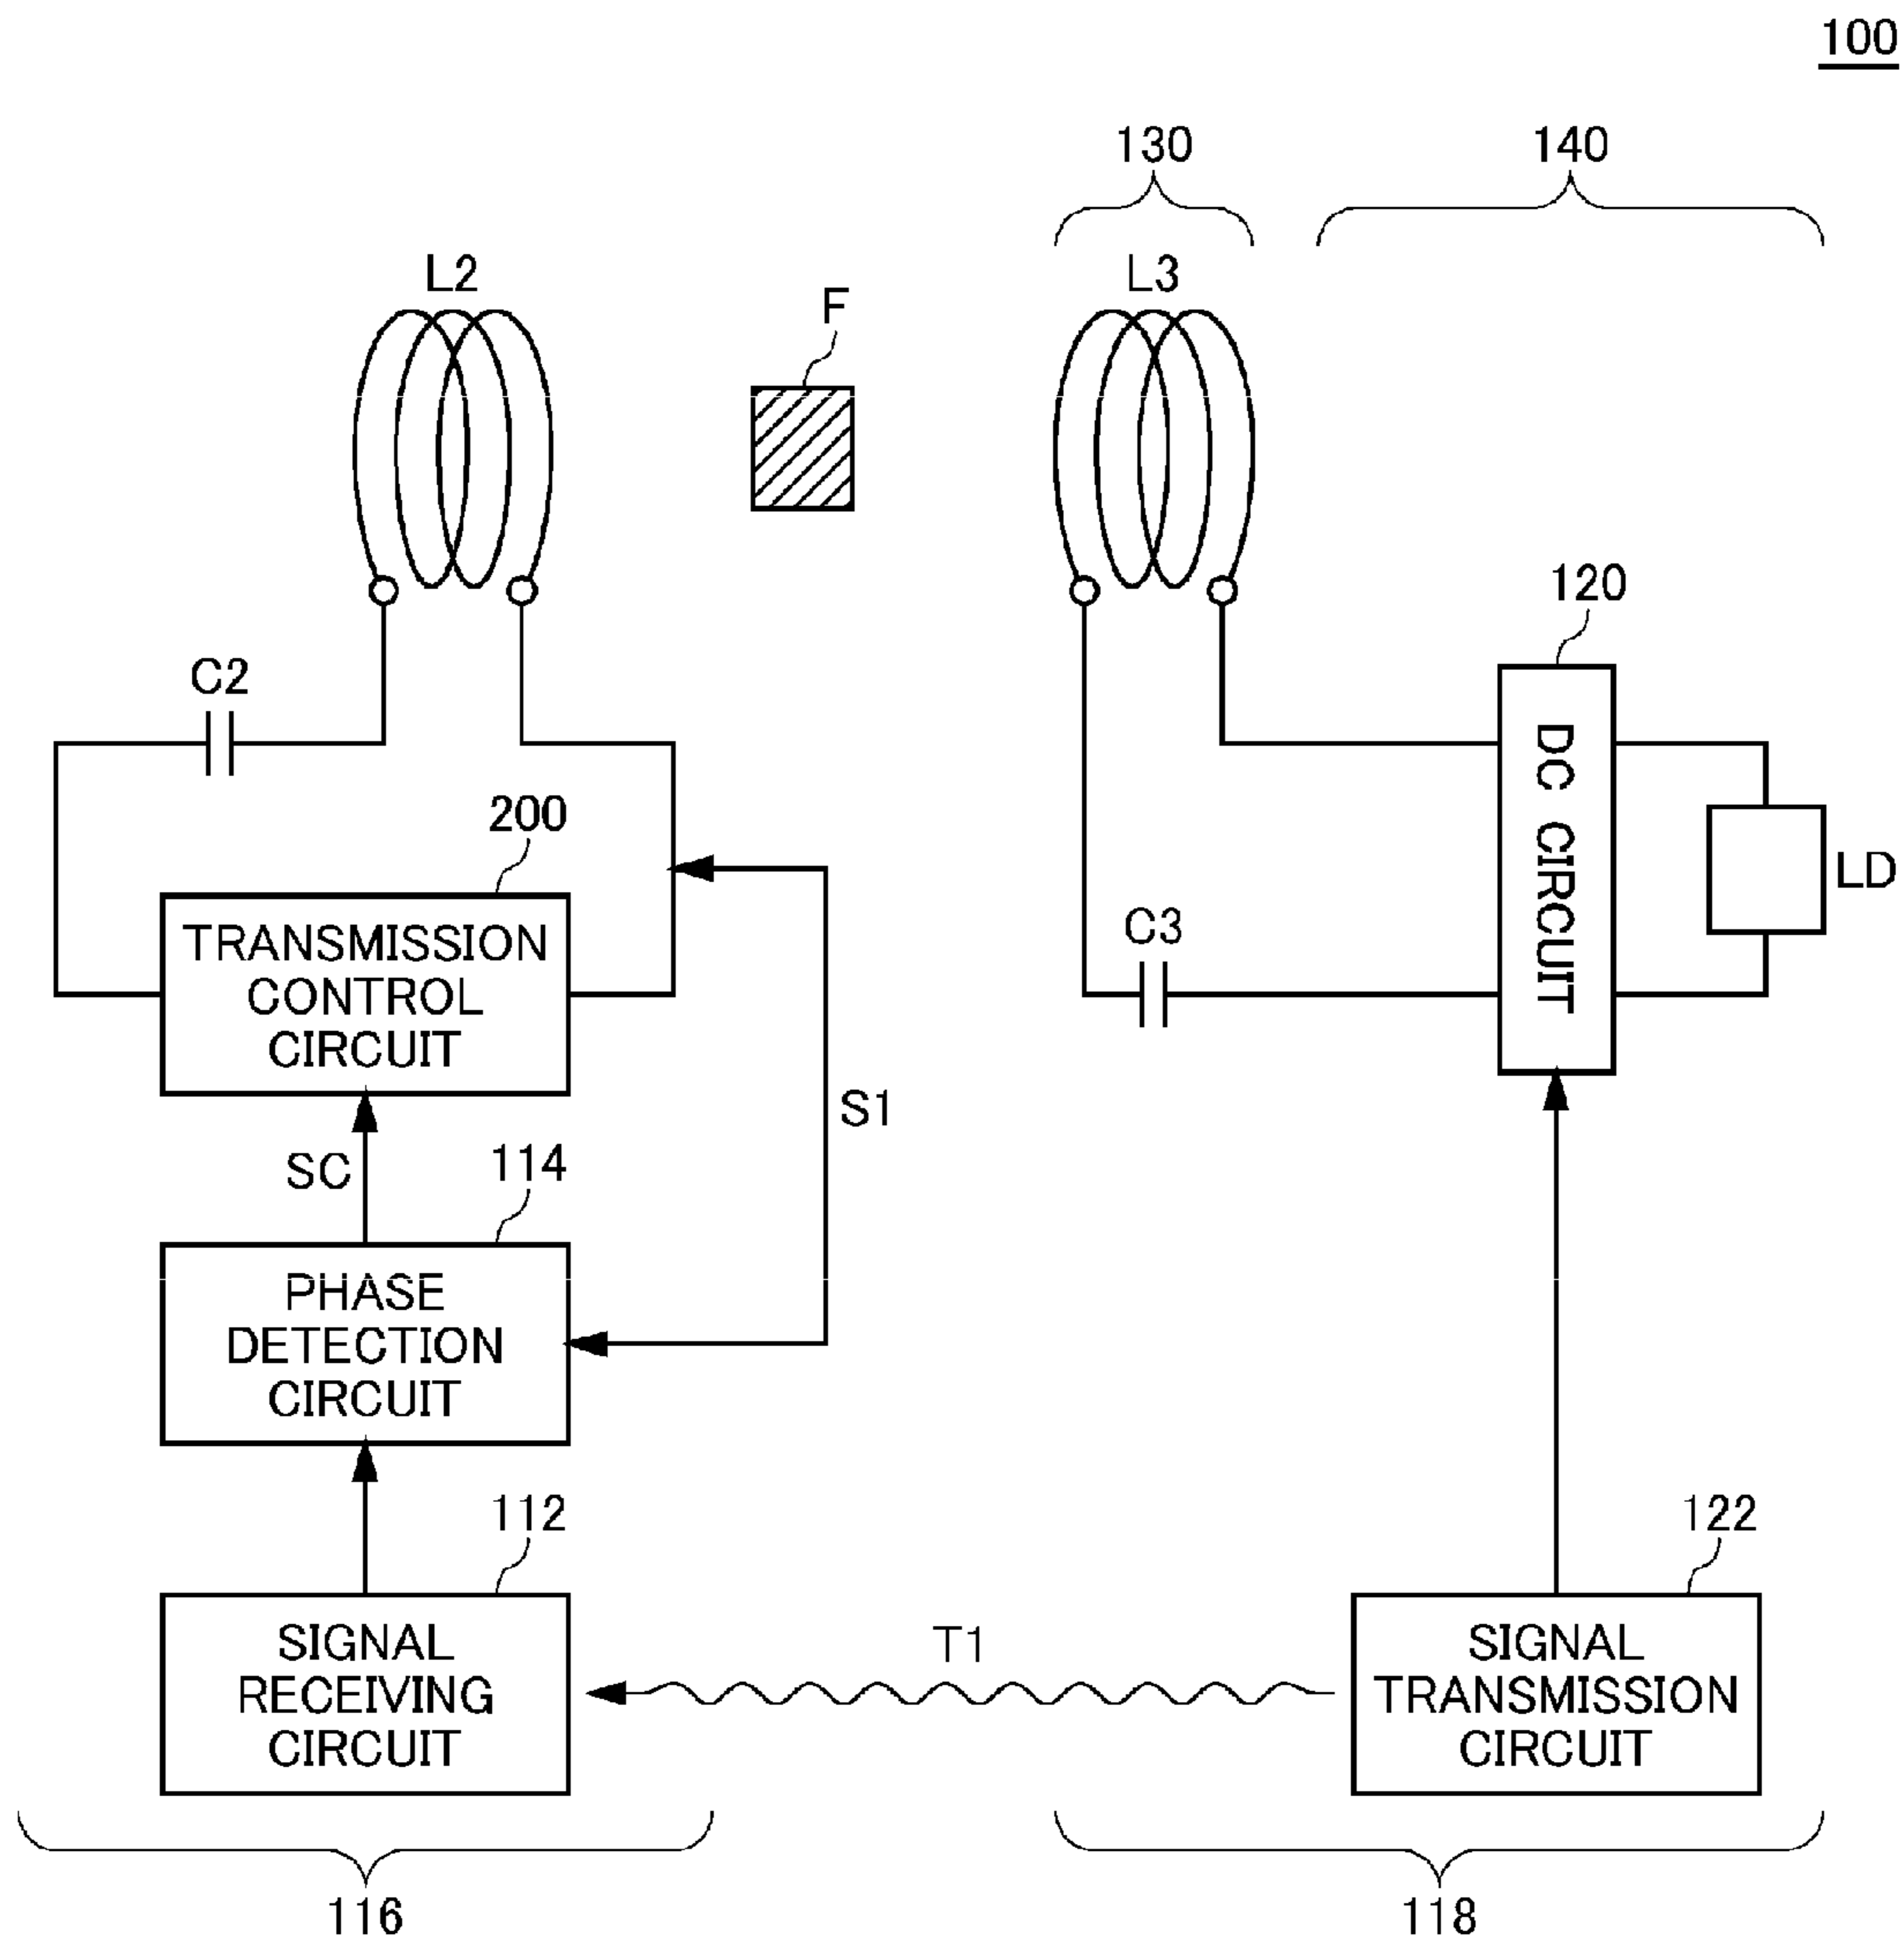 100
130
140
L2
F
L3
120
C2
200
DC CIRCUIT
LD
TRANSMISSION
CONTROL
CIRCUIT
C3
S1
SC
114
PHASE
DETECTION
CIRCUIT
112
122
SIGNAL
RECEIVING
CIRCUIT
T1
SIGNAL
TRANSMISSION
CIRCUIT
116
118